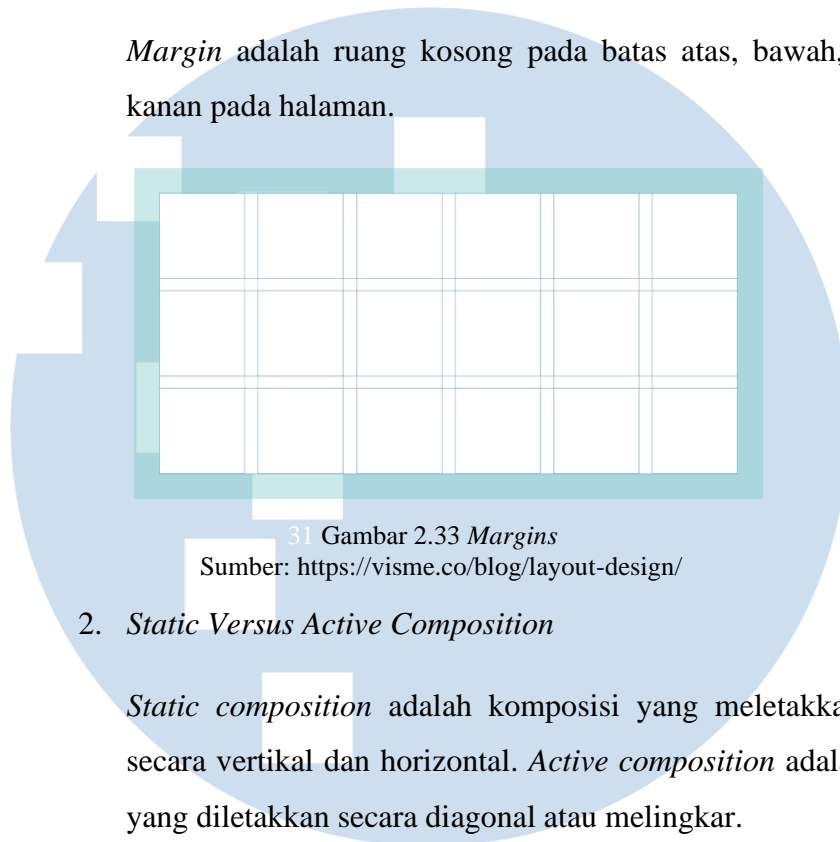 Margin adalah ruang kosong pada batas atas, bawah,
kanan pada halaman.
31 Gambar 2.33 Margins
Sumber: https://visme.co/blog/layout-design/
2. Static Versus Active Composition
Static composition adalah komposisi yang meletakka
secara vertikal dan horizontal. Active composition adal
yang diletakkan secara diagonal atau melingkar.